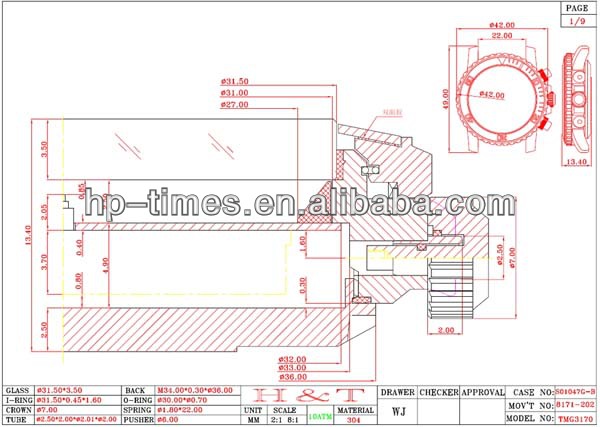 PAGE
1/9
ø42.00
22.00
49.00
ø42.00
13.40
ø31.50
ø31.00
ø27.00
13.40
3.50
2.05
0.85
0.40
3.70
0.80
4.90
2.50
1.60
0.30
ø2.50
ø7.00
2.00
ø32.00
ø33.00
ø36.00
hp-times.en.alibaba.com
GLASS ø31.50*3.50 BACK M34.00*0.30*ø36.00
I-RING ø31.50*0.45*1.60 O-RING ø30.00*ø0.70
CROWN ø7.00 SPRING ø1.80*22.00
TUBE ø2.50*2.00*ø2.01*ø2.00 PUSHER ø6.00
H&T
UNIT SCALE 10ATM MATERIAL
MM 2:1 8:1 304
DRAWER CHECKER APPROVAL
WJ
CASE NO: S01047G-B
MOV'T NO: 8171-202
MODEL NO: TMG3170